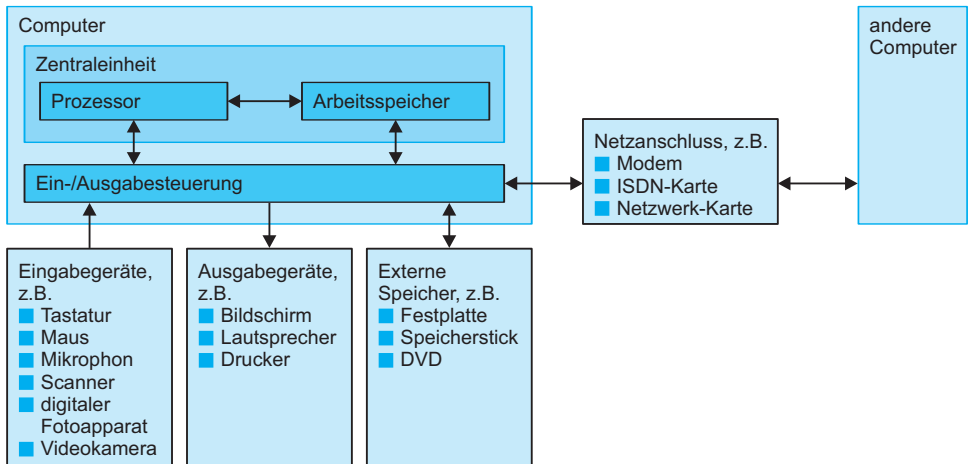 Computer
Zentraleinheit
Prozessor
Arbeitsspeicher
Ein-/Ausgabesteuerung
Netzanschluss, z.B.
Modem
ISDN-Karte
Netzwerk-Karte
andere
Computer
Eingabegeräte,
z.B.
Tastatur
Maus
Mikrophon
Scanner
digitaler
Fotoapparat
Videokamera
Ausgabegeräte,
z.B.
Bildschirm
Lautsprecher
Drucker
Externe
Speicher, z.B.
Festplatte
Speicherstick
DVD